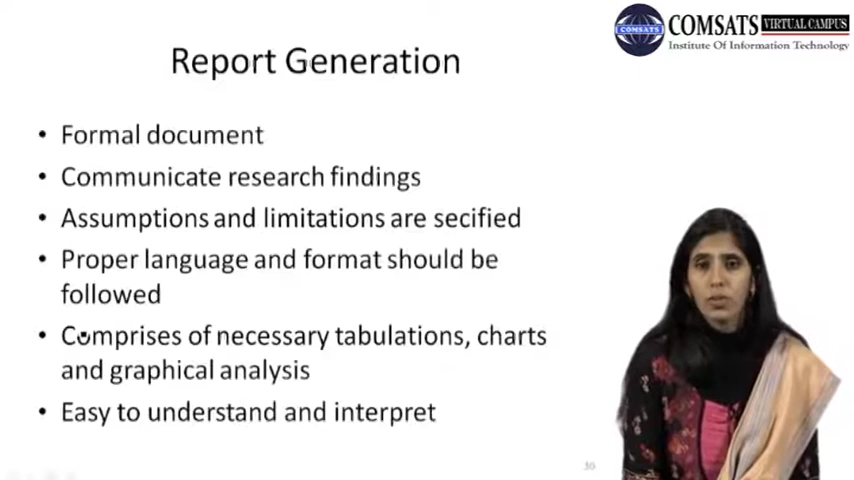 COMSATS VIRTUAL CAMPUS
COMSATS
Institute Of Information Technology
Report Generation
• Formal document
• Communicate research findings
• Assumptions and limitations are secified
• Proper language and format should be
followed
• Comprises of necessary tabulations, charts
and graphical analysis
• Easy to understand and interpret
30